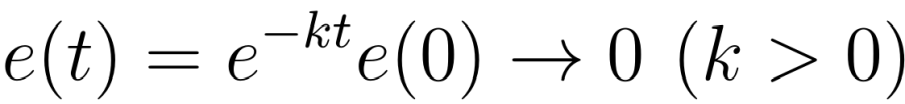 e(t) = e^{-kt}e(0) → 0 (k > 0)